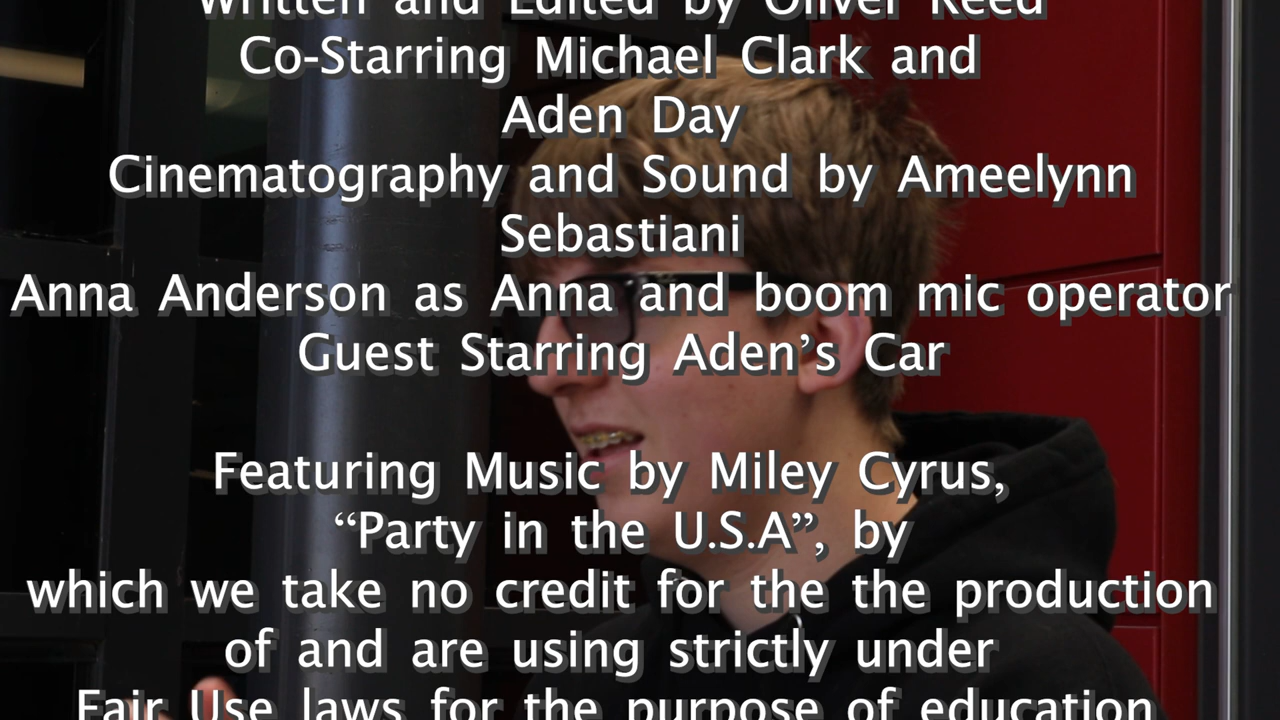 Written and Edited by Oliver Reed
Co-Starring Michael Clark and
Aden Day
Cinematography and Sound by Ameelynn
Sebastiani
Anna Anderson as Anna and boom mic operator
Guest Starring Aden’s Car
Featuring Music by Miley Cyrus,
“Party in the U.S.A”, by
which we take no credit for the the production
of and are using strictly under
Fair Use laws for the purpose of education